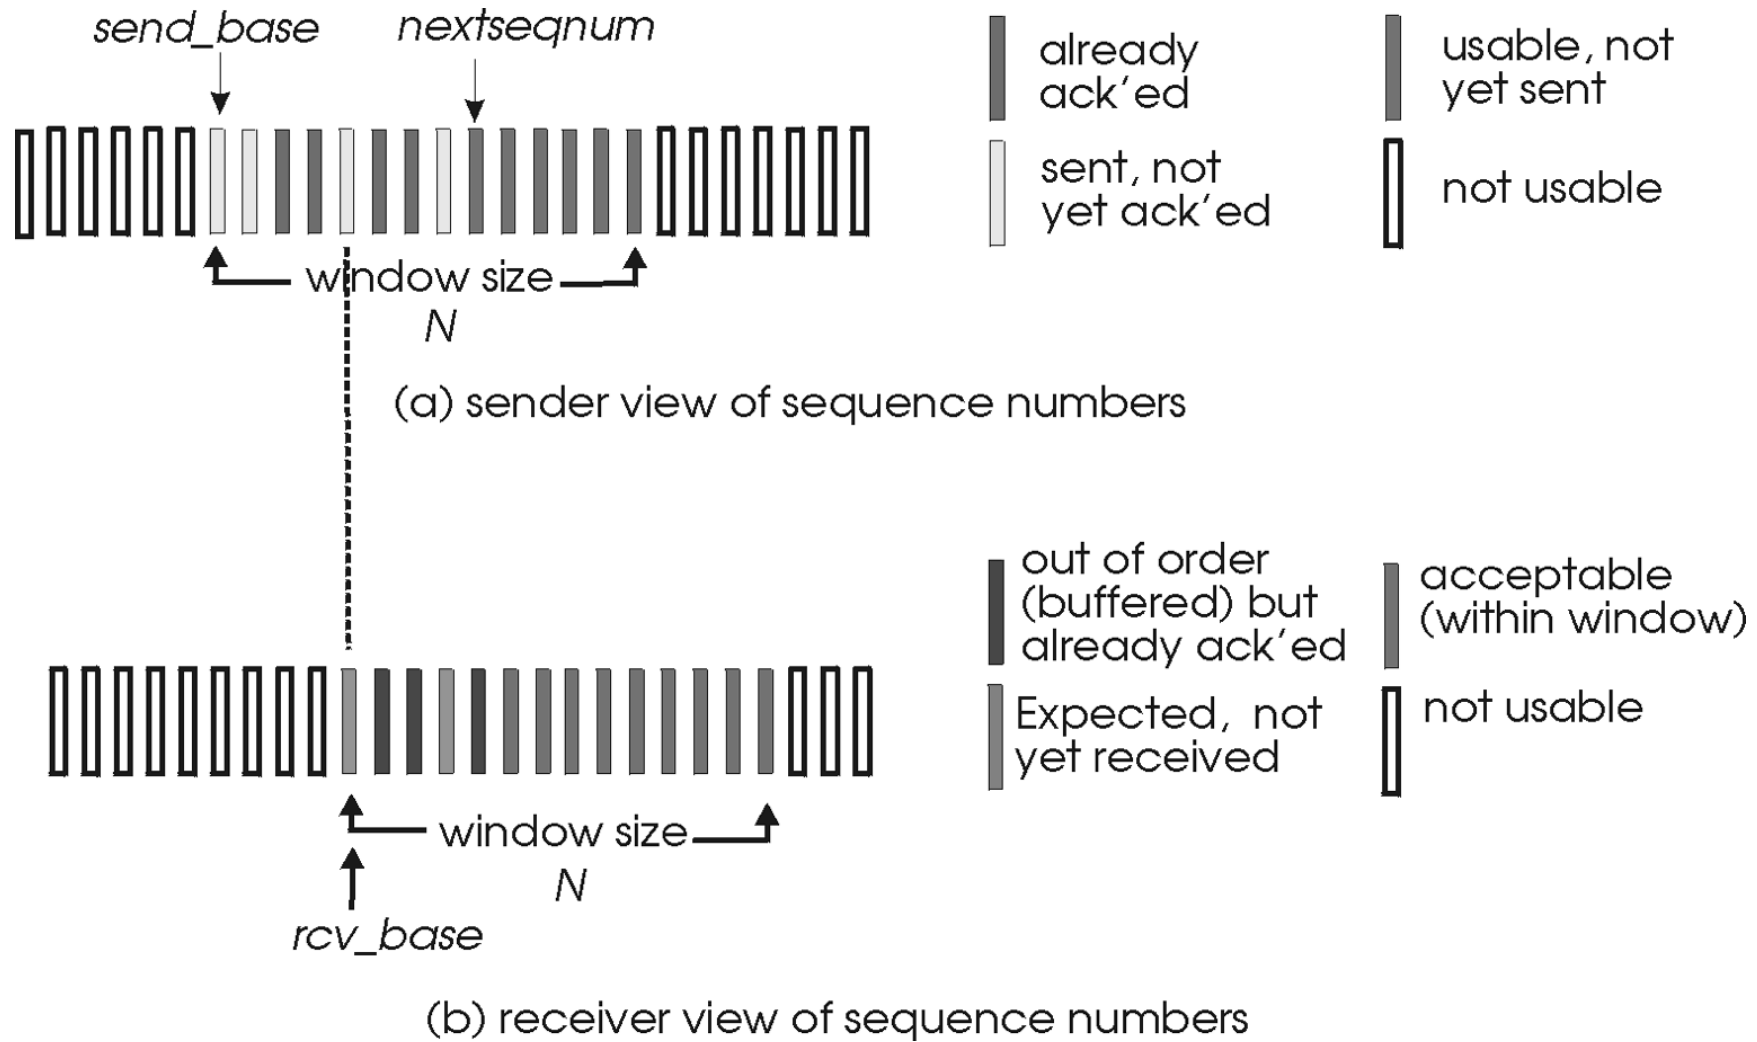 send_base
nextseqnum
already
ack'ed
usable, not
yet sent
sent, not
yet ack'ed
not usable
window size
N
(a) sender view of sequence numbers
out of order
(buffered) but
already ack'ed
acceptable
(within window)
Expected, not
yet received
not usable
window size
N
rcv_base
(b) receiver view of sequence numbers